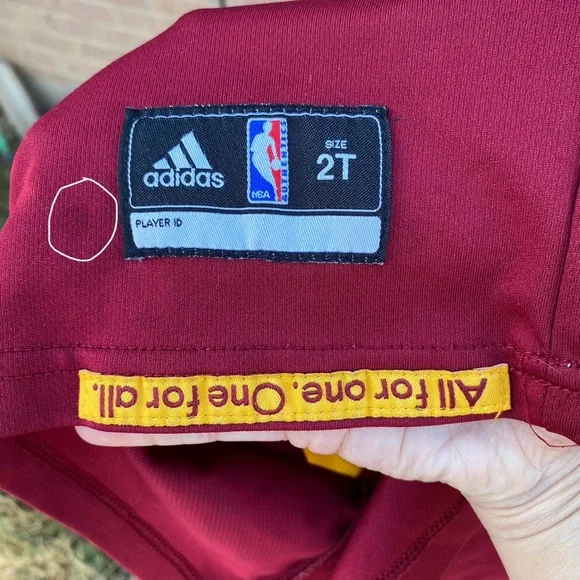 adidas
NBA
AUTHENTICS
SIZE
2T
PLAYER ID
All for one. One for all.